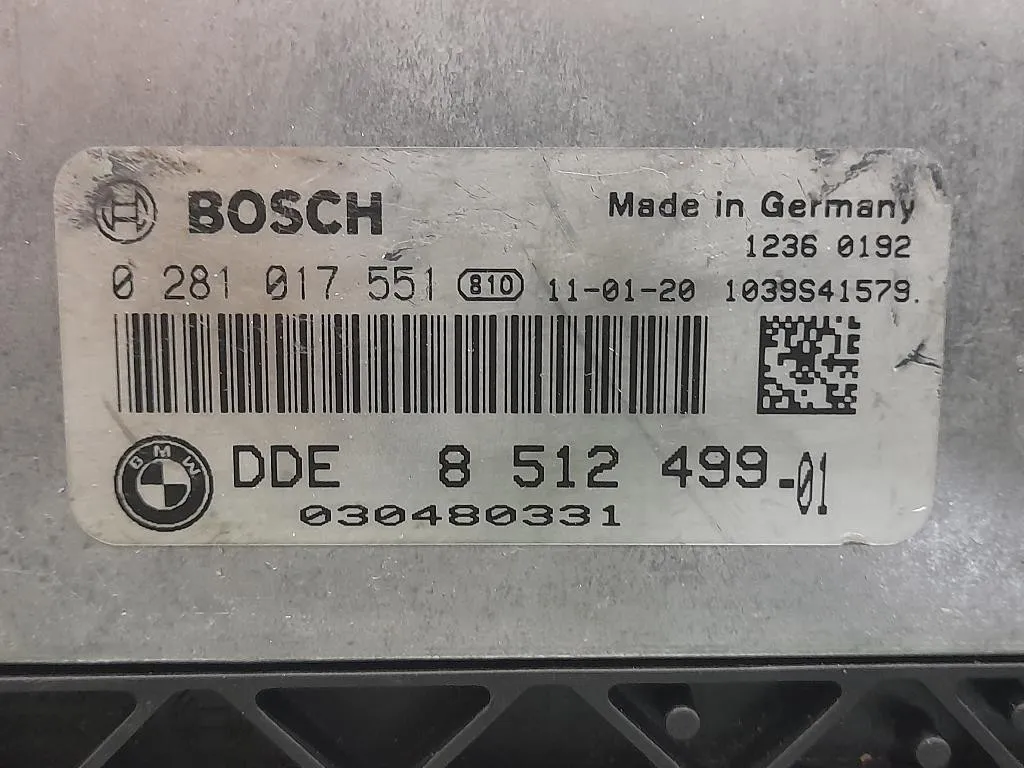 BOSCH
Made in Germany
1236 0192
0 281 017 551 810 11-01-20 1039S41579.
BMW
DDE 8 512 499-01
030480331